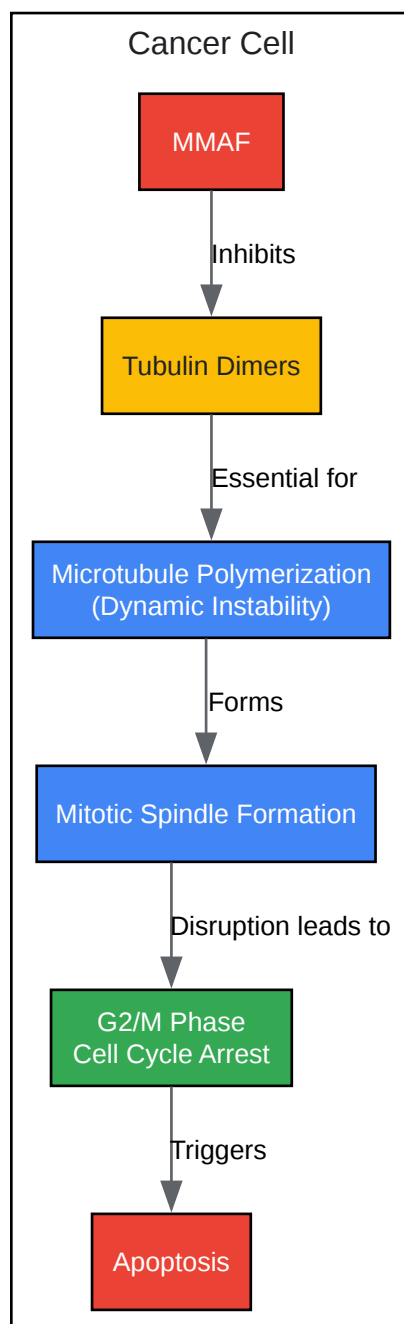 Cancer Cell
MMAF
Inhibits
Tubulin Dimers
Essential for
Microtubule Polymerization
(Dynamic Instability)
Forms
Mitotic Spindle Formation
Disruption leads to
G2/M Phase
Cell Cycle Arrest
Triggers
Apoptosis